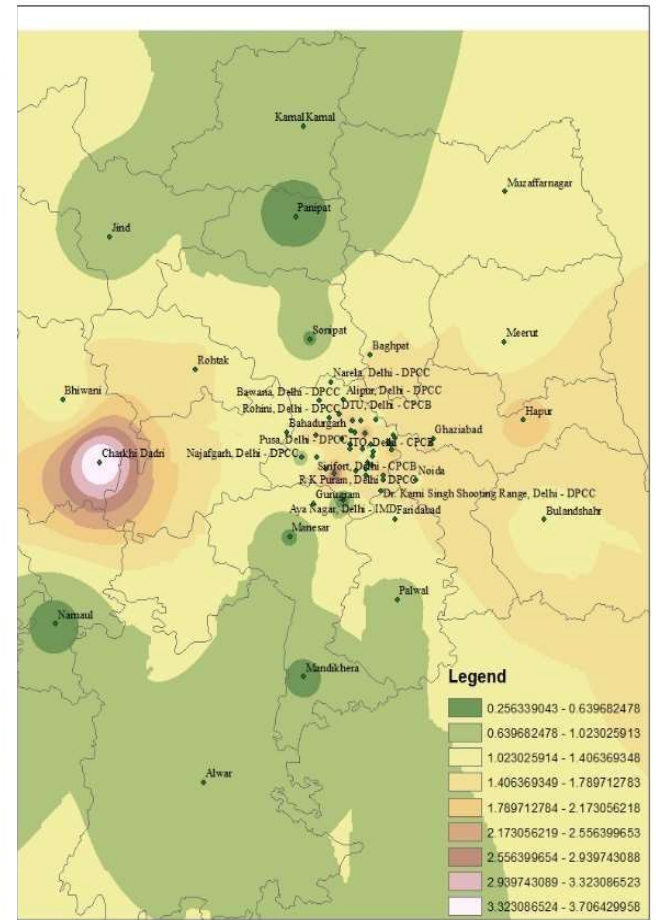 Kamal Kamal
Muzaffarnagar
Panipat
Jind
Sonipat
Meerut
Baghpat
Rohtak
Narela, Delhi - DPCC
Bhiwani
Bawana, Delhi - DPCC
Alipur, Delhi - DPCC
Rohini, Delhi - DPCC
DTU, Delhi - CPCB
Hapur
Bahadurgarh
Ghaziabad
Pusa, Delhi - DPCC
ITO, Delhi - CPCB
Charkhi Dadri
Najafgarh, Delhi - DPCC
Sirifort, Delhi - CPCB
Noida
R K Puram, Delhi - DPCC
Dr. Karni Singh Shooting Range, Delhi - DPCC
Gurugram
Aya Nagar, Delhi - IMD
Faridabad
Bulandshahr
Manesar
Palwal
Narnaul
Mandikhera
Alwar
Legend
0.256339043 - 0.639682478
0.639682478 - 1.023025913
1.023025914 - 1.406369348
1.406369349 - 1.789712783
1.789712784 - 2.173056218
2.173056219 - 2.556399653
2.556399654 - 2.939743088
2.939743089 - 3.323086523
3.323086524 - 3.706429958